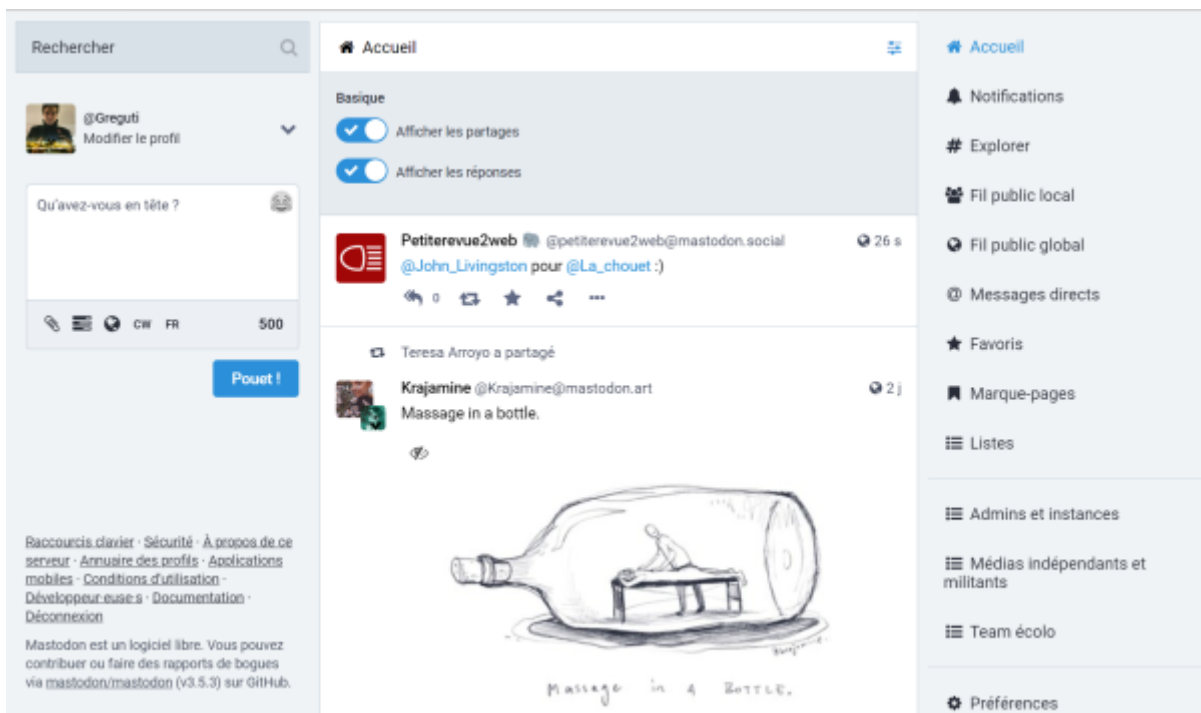 Rechercher
@Greguti
Modifier le profil
Qu'avez-vous en tête ?
CW FR 500
Pouet !
Raccourcis clavier · Sécurité · À propos de ce
serveur · Annuaire des profils · Applications
mobiles · Conditions d'utilisation ·
Développeur·euse·s · Documentation ·
Déconnexion
Mastodon est un logiciel libre. Vous pouvez
contribuer ou faire des rapports de bogues
via mastodon/mastodon (v3.5.3) sur GitHub.
Accueil
Basique
Afficher les partages
Afficher les réponses
Petiterevue2web @petiterevue2web@mastodon.social 26 s
@John_Livingston pour @La_chouet :)
0
Teresa Arroyo a partagé
Krajamine @Krajamine@mastodon.art 2 j
Massage in a bottle.
Massage in a BOTTLE.
Accueil
Notifications
# Explorer
Fil public local
Fil public global
@ Messages directs
Favoris
Marque-pages
Listes
Admins et instances
Médias indépendants et
militants
Team écolo
Préférences